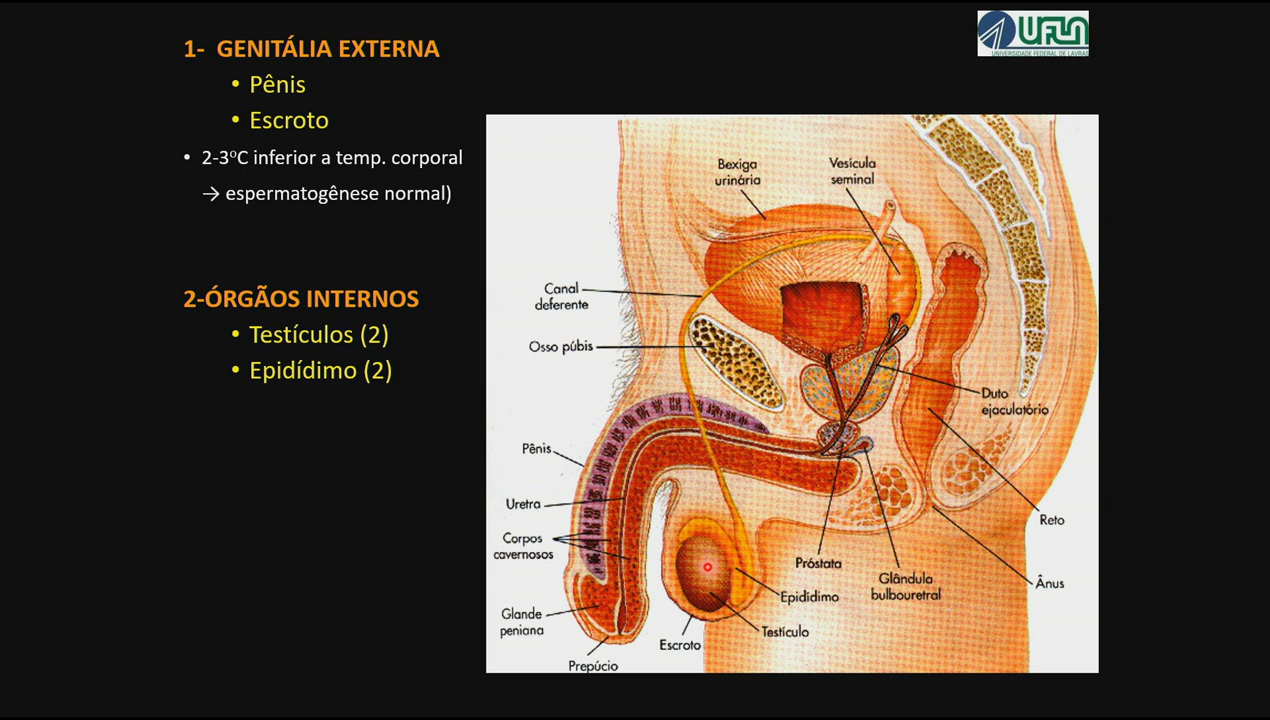 1- GENITÁLIA EXTERNA
• Pênis
• Escroto
• 2-3ºC inferior a temp. corporal
→ espermatogênese normal)
2-ÓRGÃOS INTERNOS
• Testículos (2)
• Epidídimo (2)
UFLA
UNIVERSIDADE FEDERAL DE LAVRAS
Bexiga
urinária
Vesícula
seminal
Canal
deferente
Osso púbis
Duto
ejaculatório
Pênis
Uretra
Corpos
cavernosos
Reto
Próstata
Glândula
bulbouretral
Ânus
Epidídimo
Glande
peniana
Testículo
Escroto
Prepúcio